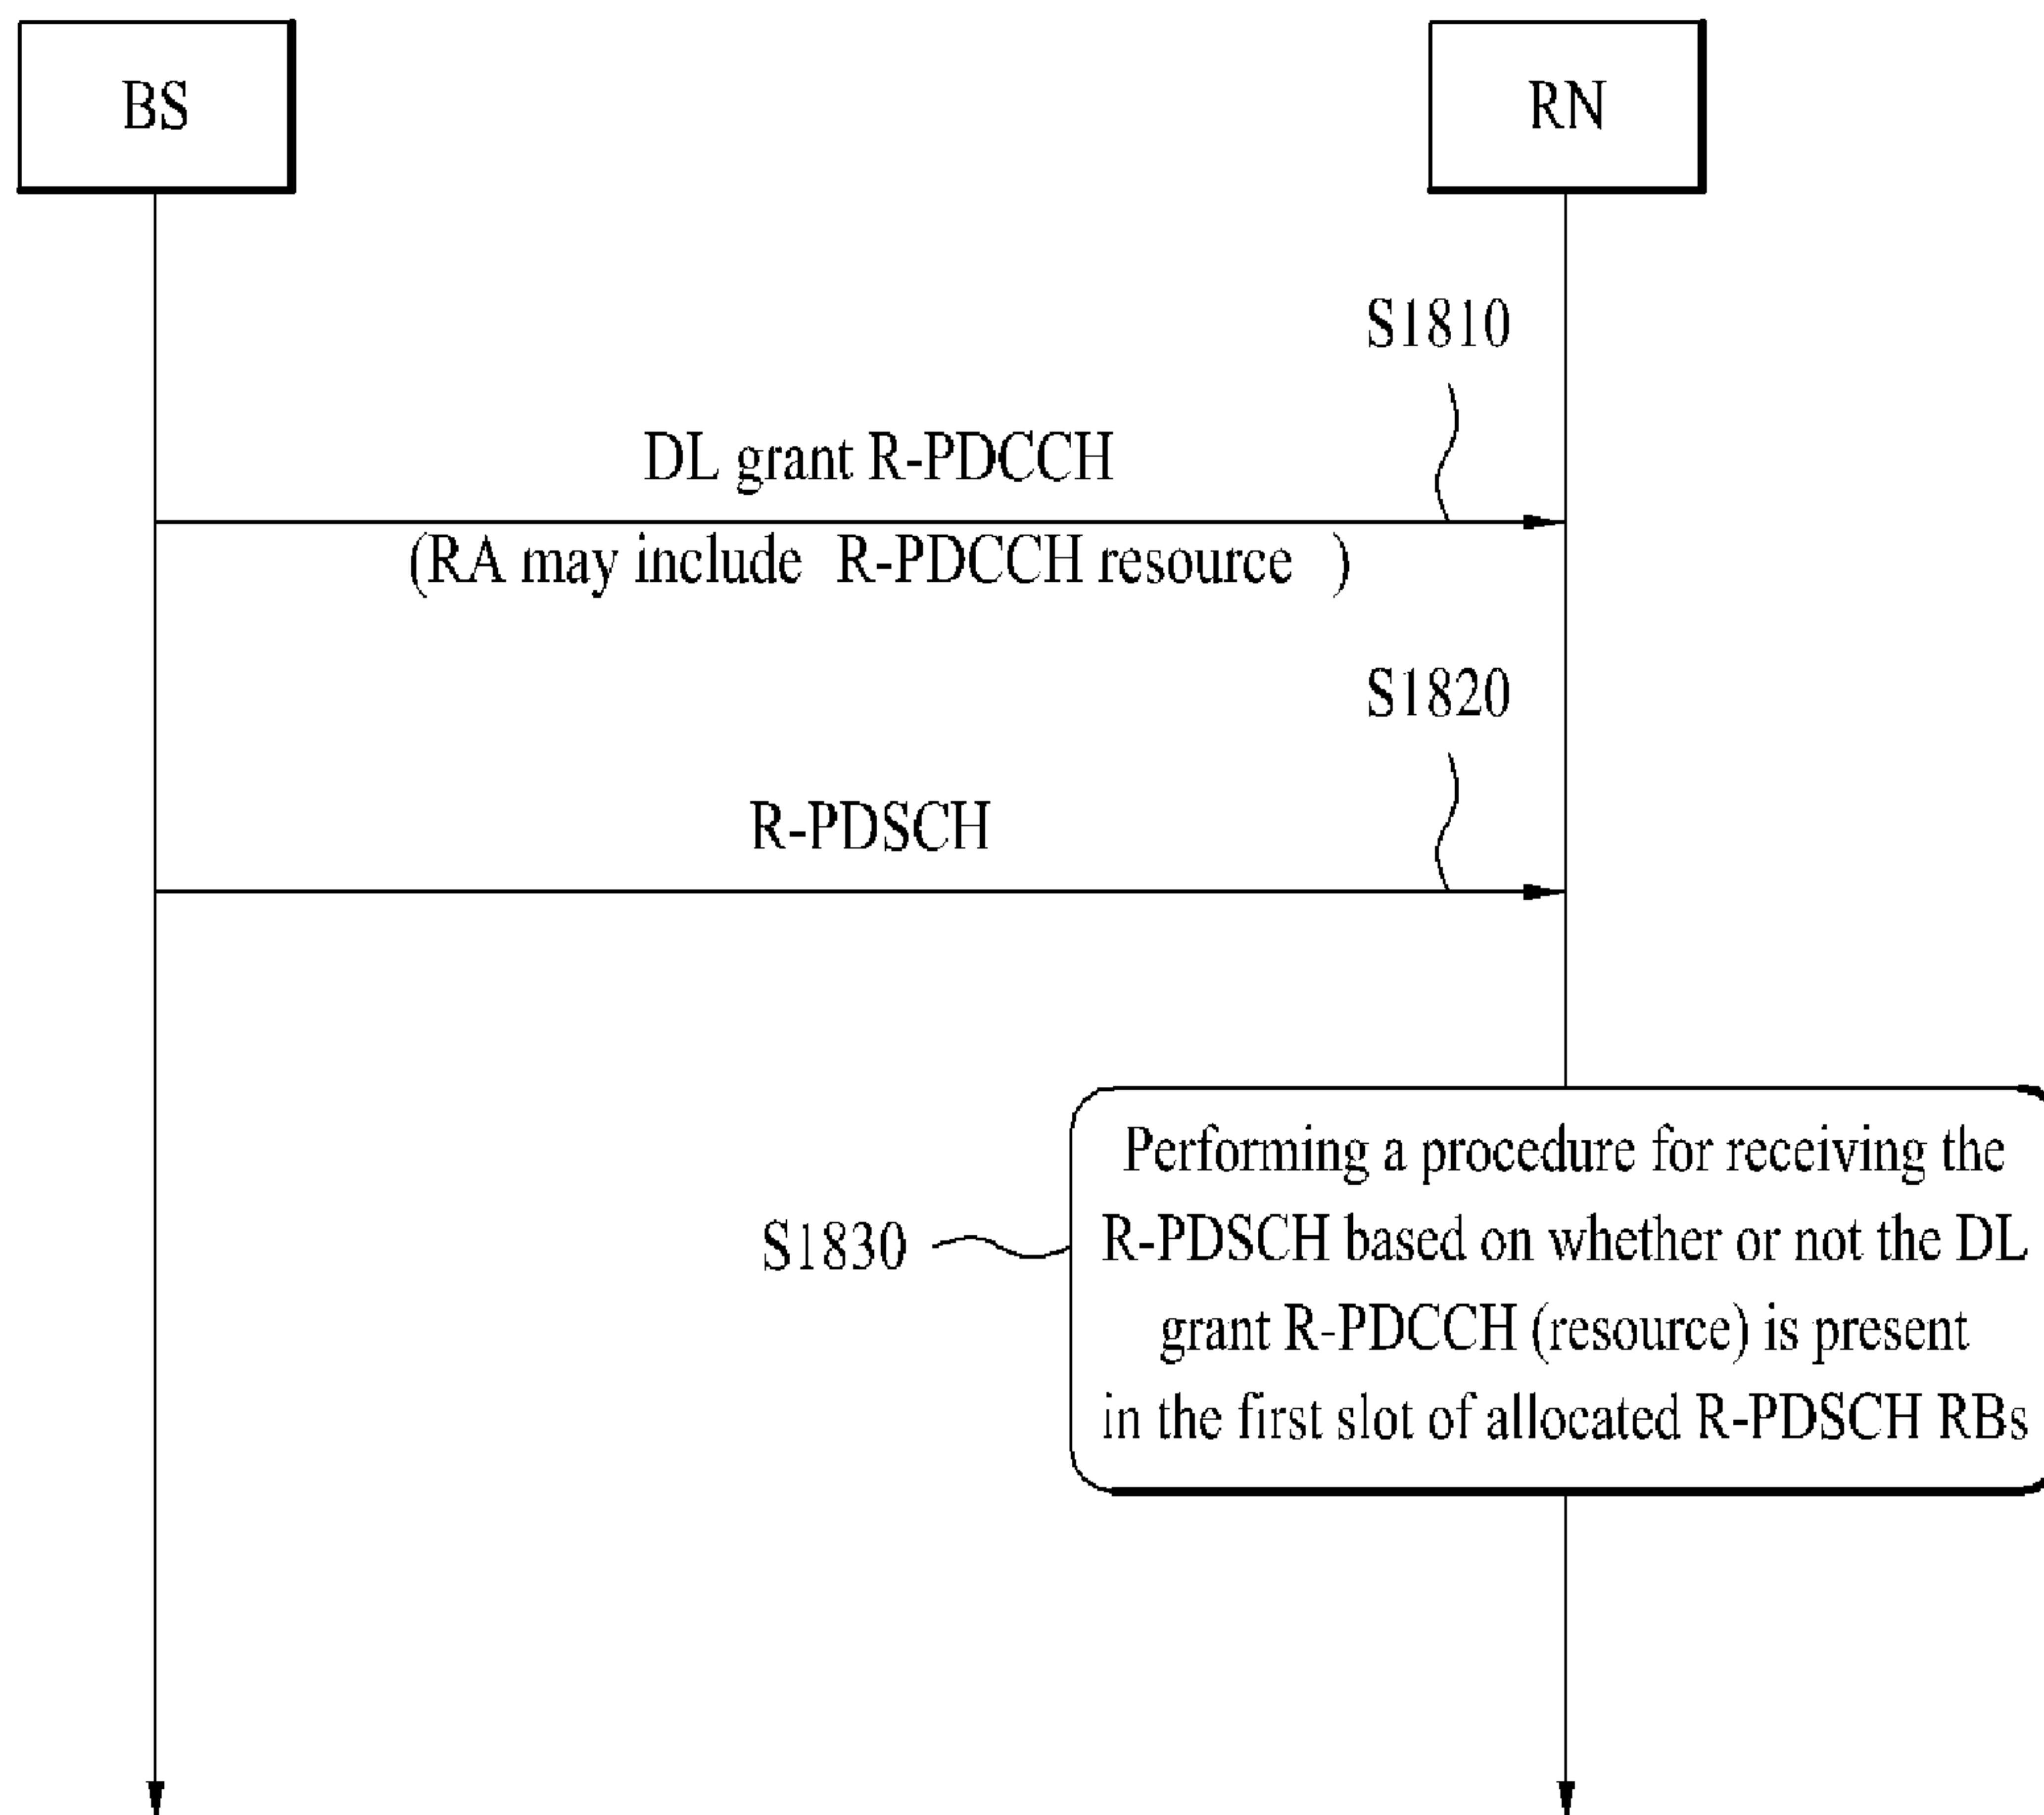 BS
RN
S1810
DL grant R-PDCCH
(RA may include R-PDCCH resource )
S1820
R-PDSCH
S1830
Performing a procedure for receiving the
R-PDSCH based on whether or not the DL
grant R-PDCCH (resource) is present
in the first slot of allocated R-PDSCH RBs